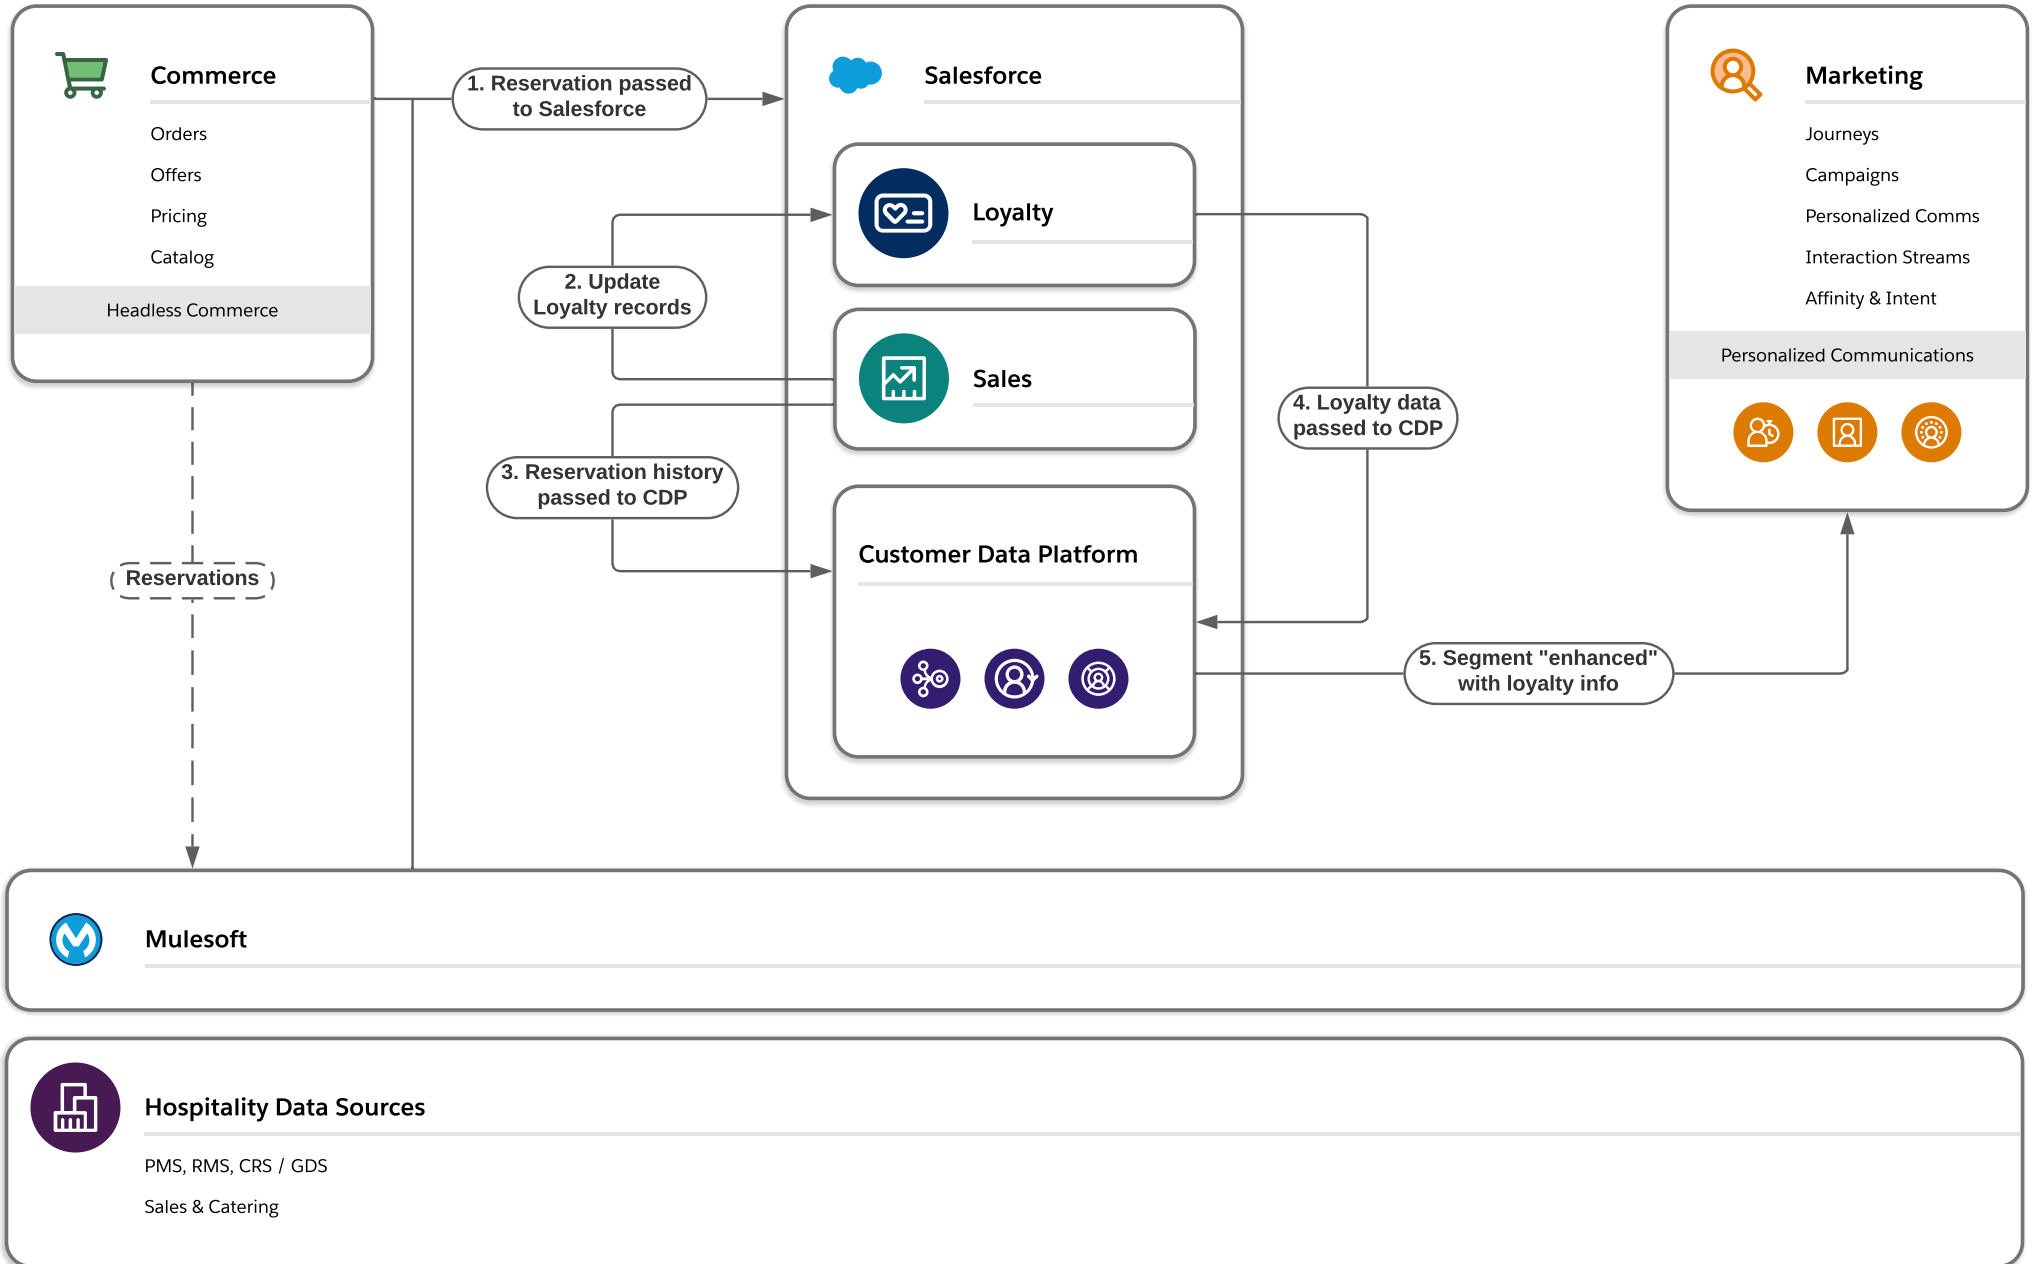 Commerce
Orders
Offers
Pricing
Catalog
Headless Commerce
1. Reservation passed
to Salesforce
Salesforce
Loyalty
2. Update
Loyalty records
Sales
3. Reservation history
passed to CDP
4. Loyalty data
passed to CDP
Customer Data Platform
5. Segment "enhanced"
with loyalty info
Marketing
Journeys
Campaigns
Personalized Comms
Interaction Streams
Affinity & Intent
Personalized Communications
Reservations
Mulesoft
Hospitality Data Sources
PMS, RMS, CRS / GDS
Sales & Catering